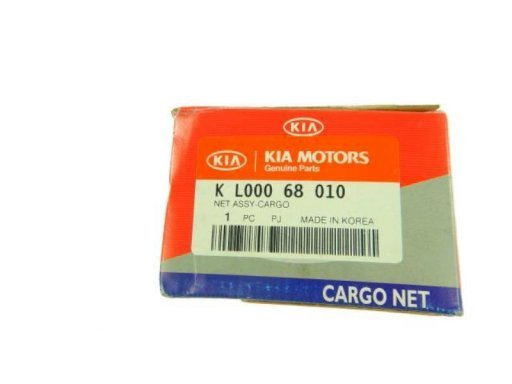 KIA
KIA KIA MOTORS
Genuine Parts
K L000 68 010
NET ASSY-CARGO
1 PC PJ MADE IN KOREA
CARGO NET